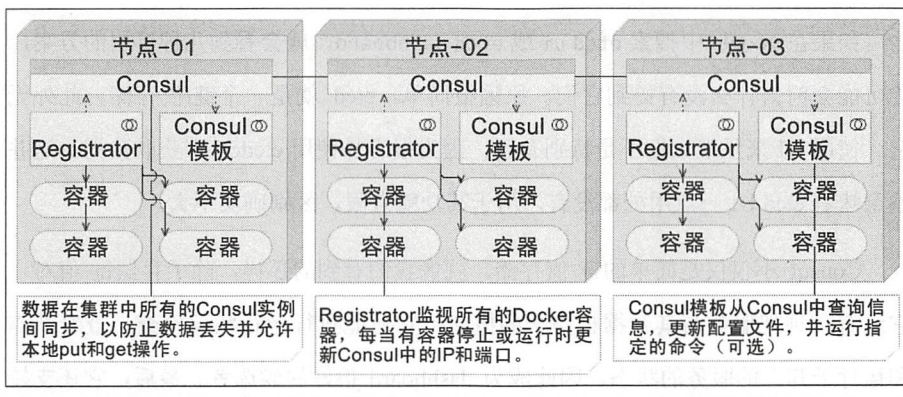 节点-01
Consul
Registrator
Consul
模板
容器
容器
容器
容器
数据在集群中所有的Consul实例
间同步，以防止数据丢失并允许
本地put和get操作。
节点-02
Consul
Registrator
Consul
模板
容器
容器
容器
容器
Registrator监视所有的Docker容
器，每当有容器停止或运行时更
新Consul中的IP和端口。
节点-03
Consul
Registrator
Consul
模板
容器
容器
容器
容器
Consul模板从Consul中查询信
息，更新配置文件，并运行指
定的命令（可选）。